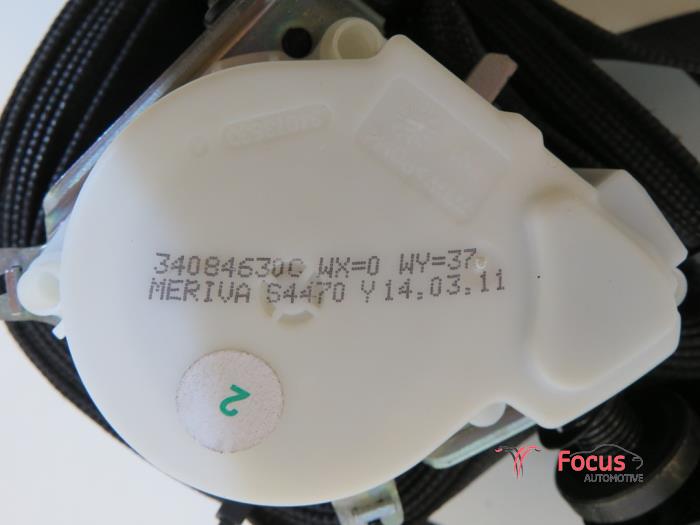 34084630C WX=0 WY=37
MERIVA S4470 Y 14.03.11
2
Focus
AUTOMOTIVE